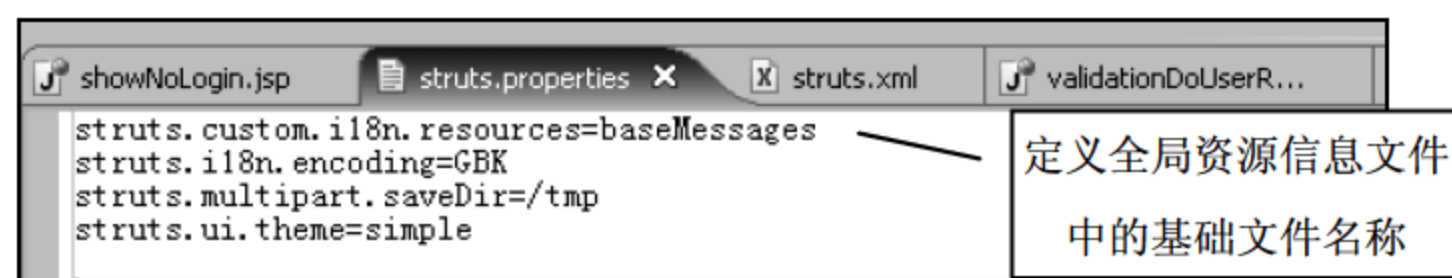 showNoLogin.jsp
struts.properties
struts.xml
validationDoUserR...
struts.custom.i18n.resources=baseMessages
struts.i18n.encoding=GBK
struts.multipart.saveDir=/tmp
struts.ui.theme=simple
定义全局资源信息文件
中的基础文件名称